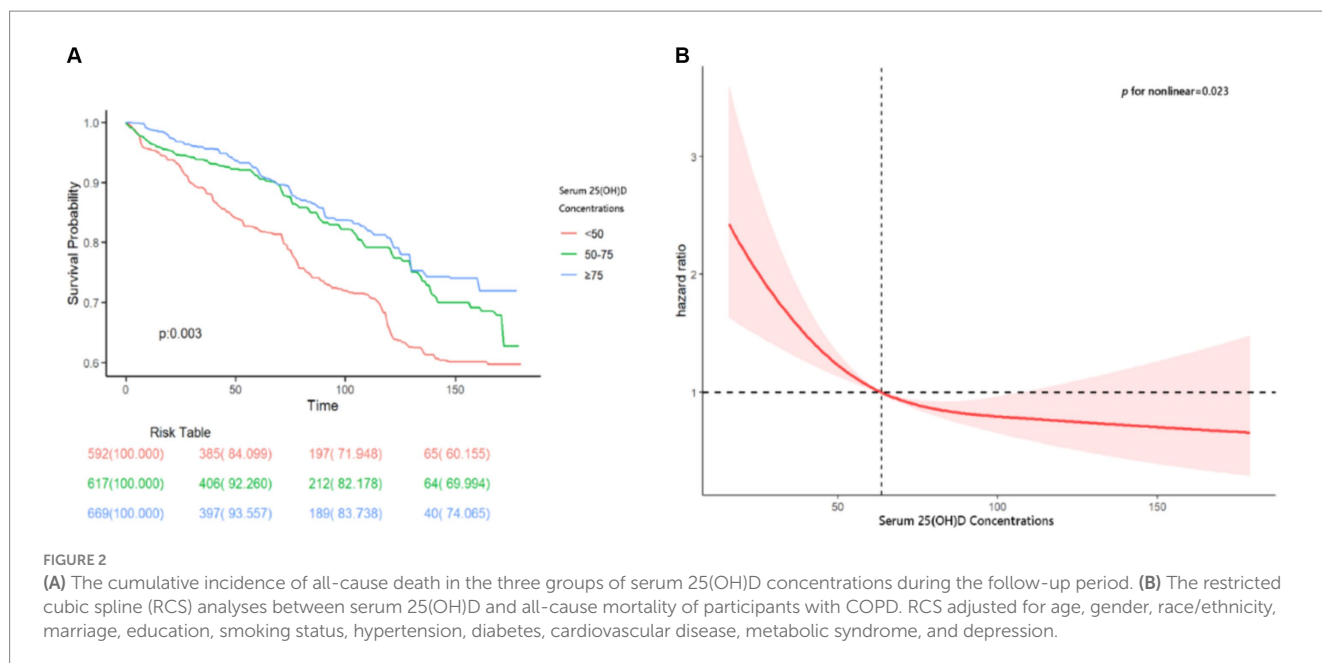 A
1.0
0.9
0.8
0.7
0.6
Survival Probability
p:0.003
0 50 100 150
Time
Serum 25(OH)D
Concentrations
<50
50-75
≥75
Risk Table
592(100.000) 385( 84.099) 197( 71.948) 65( 60.155)
617(100.000) 406( 92.260) 212( 82.178) 64( 69.994)
669(100.000) 397( 93.557) 189( 83.738) 40( 74.065)
B
p for nonlinear=0.023
3
2
1
hazard ratio
50 100 150
Serum 25(OH)D Concentrations
FIGURE 2
(A) The cumulative incidence of all-cause death in the three groups of serum 25(OH)D concentrations during the follow-up period. (B) The restricted
cubic spline (RCS) analyses between serum 25(OH)D and all-cause mortality of participants with COPD. RCS adjusted for age, gender, race/ethnicity,
marriage, education, smoking status, hypertension, diabetes, cardiovascular disease, metabolic syndrome, and depression.